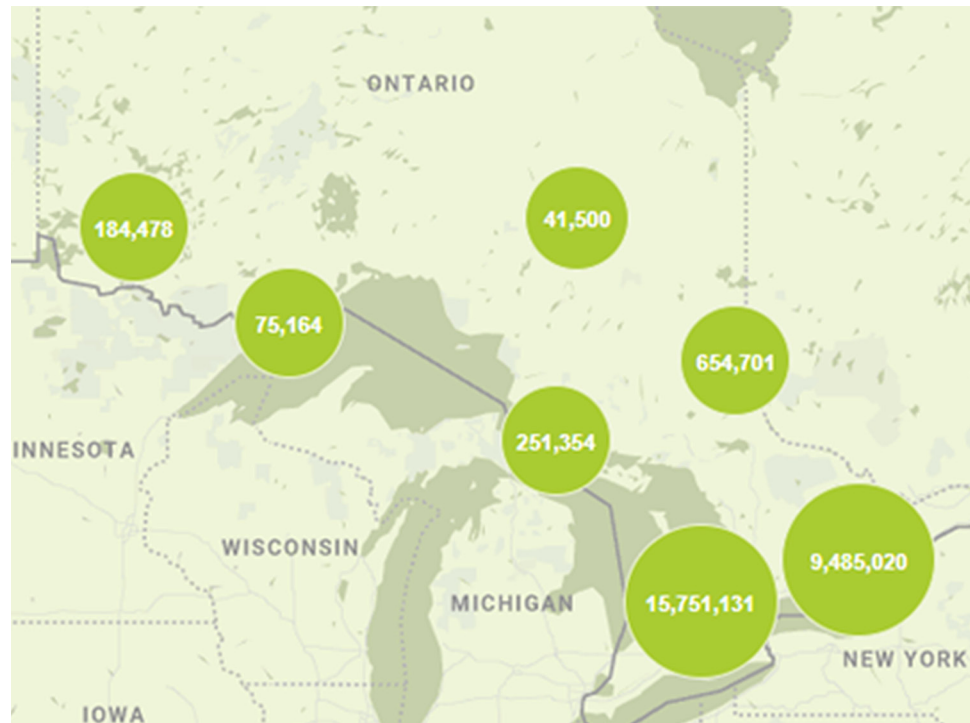 ONTARIO
184,478
41,500
75,164
654,701
251,354
INNESOTA
WISCONSIN
9,485,020
MICHIGAN
15,751,131
NEW YORK
IOWA